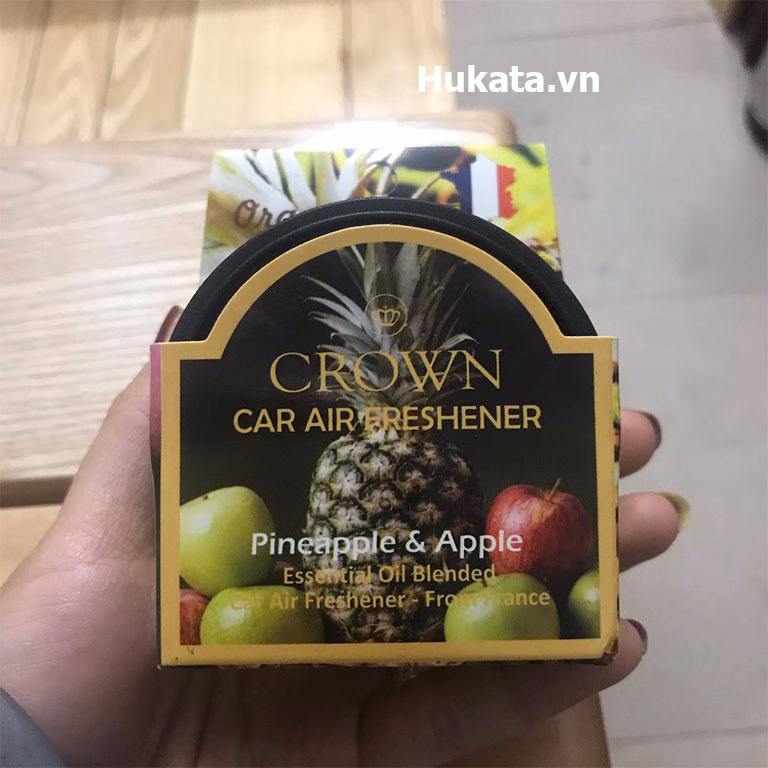 Hukata.vn
CROWN
CAR AIR FRESHENER
Pineapple & Apple
Essential Oil Blended
Car Air Freshener - From France